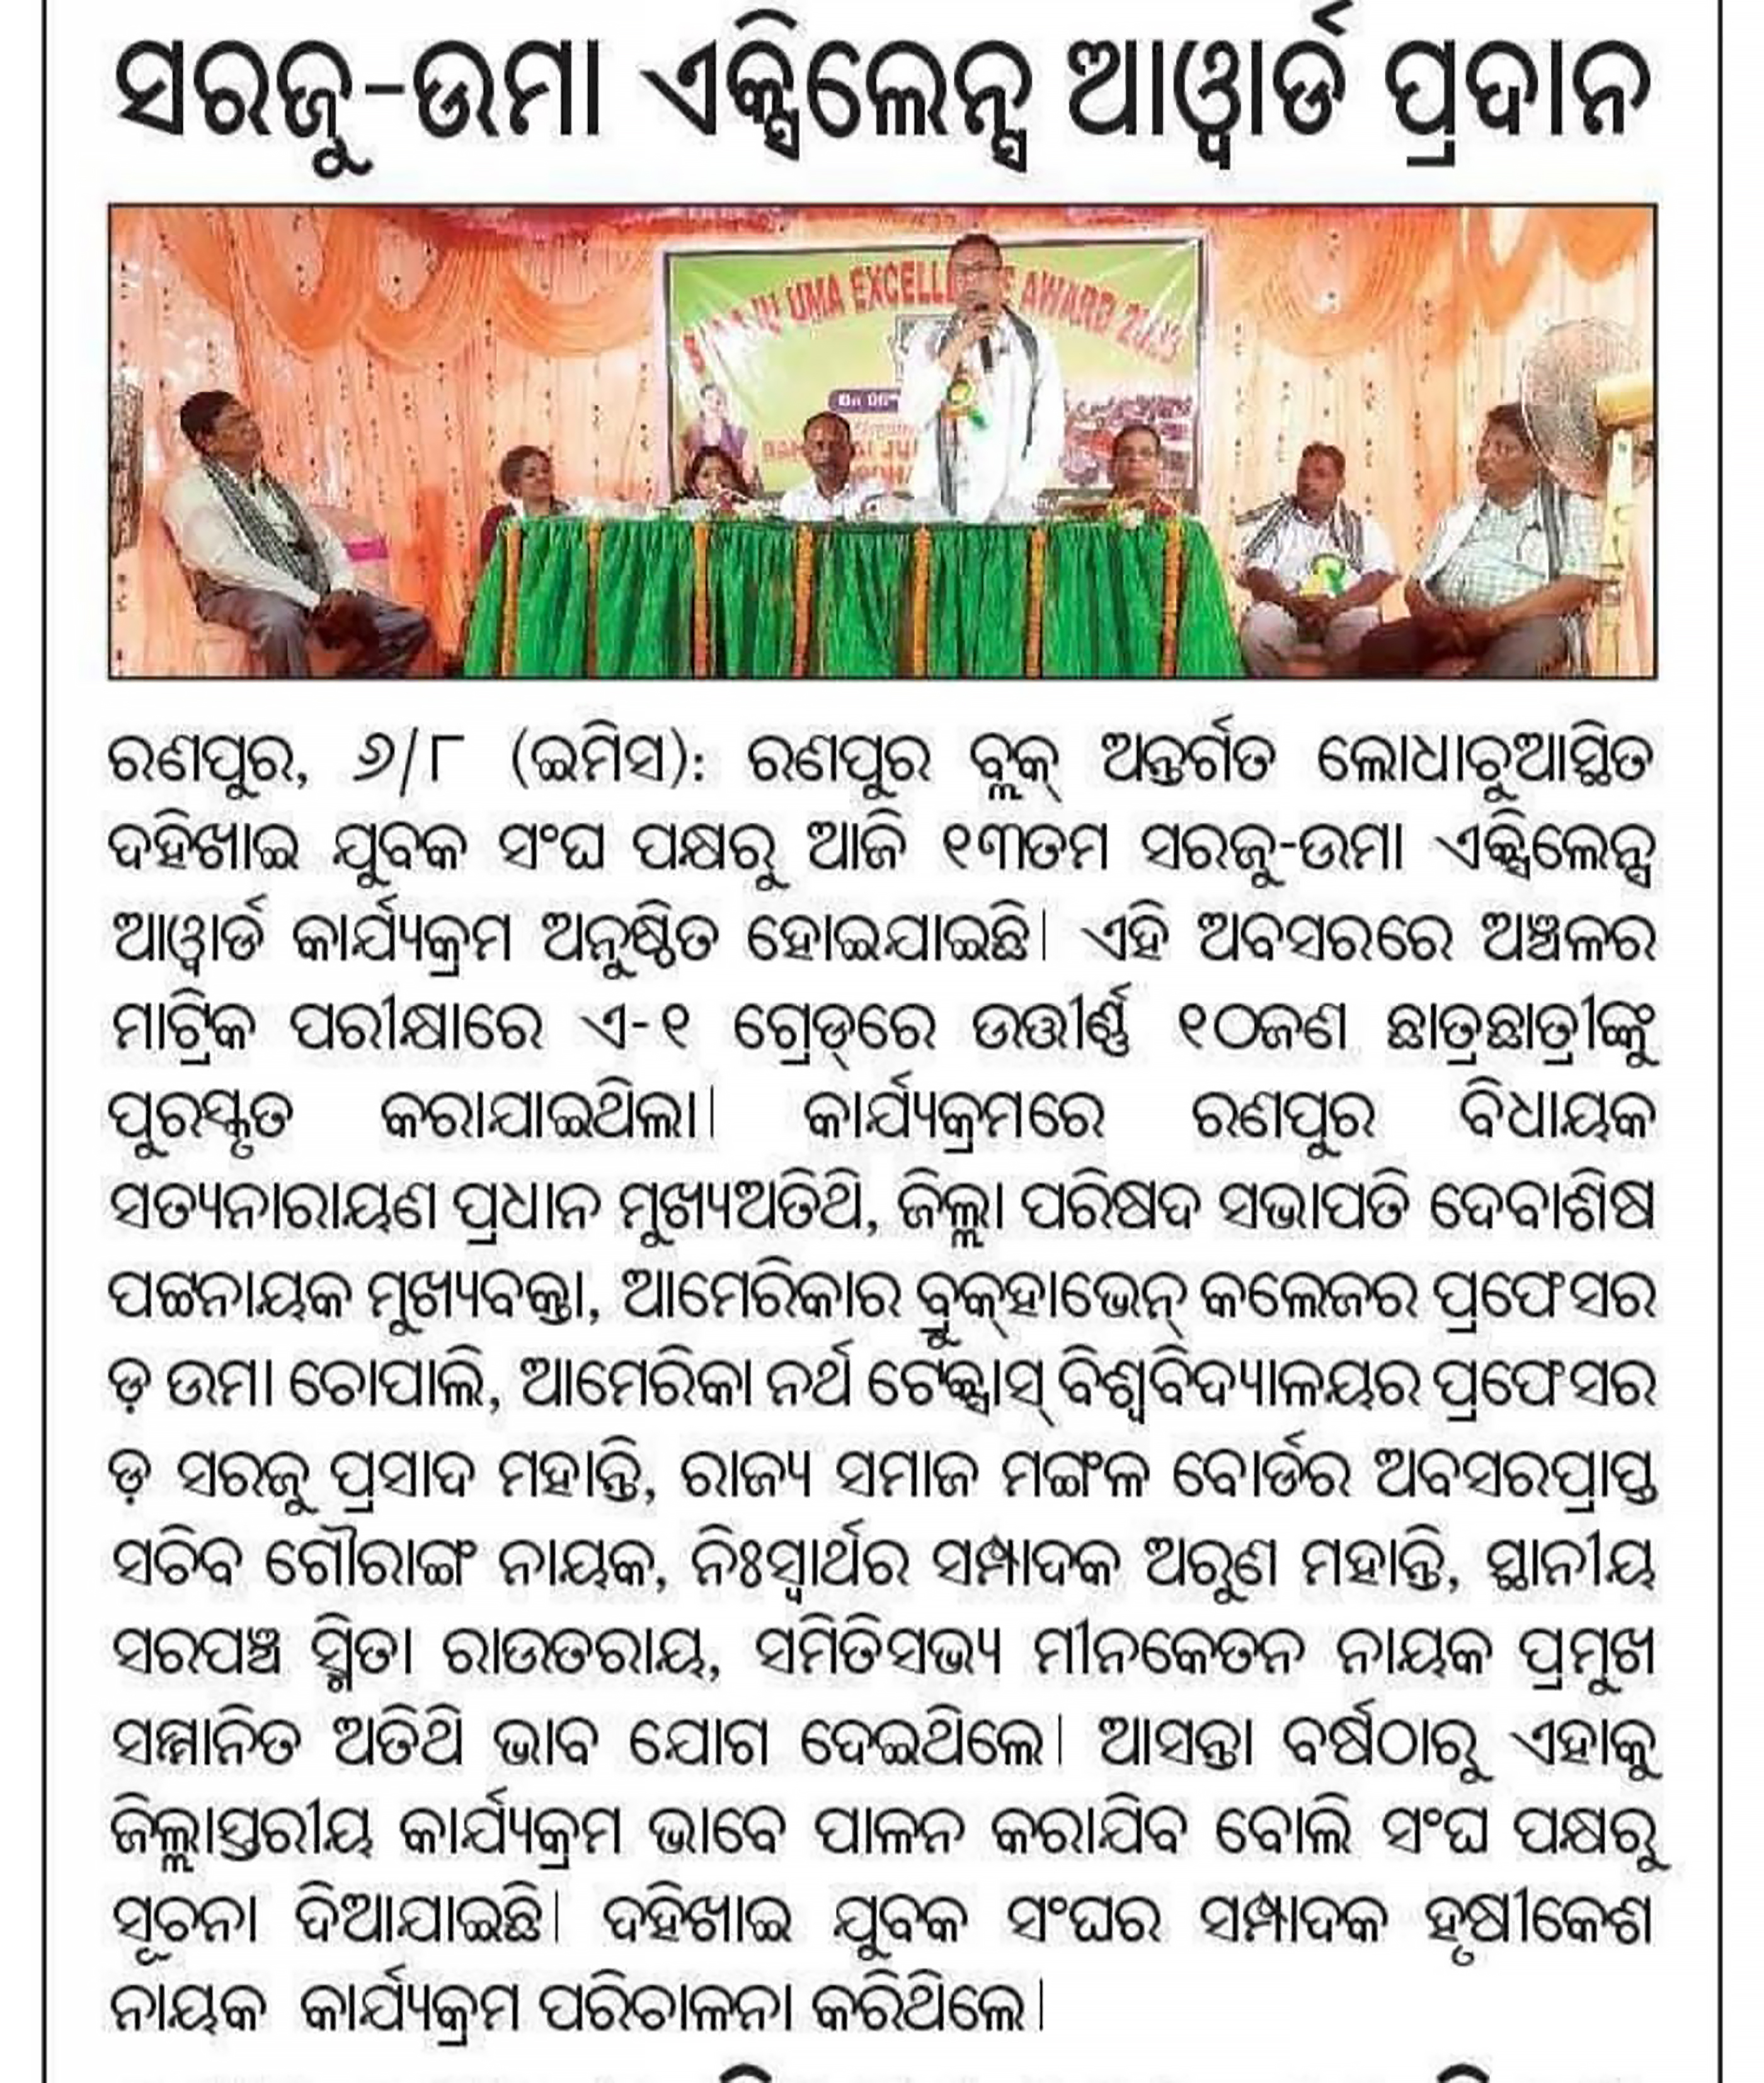 ସରଜୁ-ଉମା ଏକ୍ସିଲେନ୍ସ ଆୱାର୍ଡ ପ୍ରଦାନ
UMA EXCELLENCE AWARD
ରଣପୁର, ୬/୮ (ଇମିସ): ରଣପୁର ବ୍ଲକ୍ ଅନ୍ତର୍ଗତ ଲୋଧାଚୁଆସ୍ଥିତ
ଦହିଖାଇ ଯୁବକ ସଂଘ ପକ୍ଷରୁ ଆଜି ୧୩ତମ ସରଜୁ-ଉମା ଏକ୍ସିଲେନ୍ସ
ଆୱାର୍ଡ କାର୍ଯ୍ୟକ୍ରମ ଅନୁଷ୍ଠିତ ହୋଇଯାଇଛି। ଏହି ଅବସରରେ ଅଞ୍ଚଳର
ମାଟ୍ରିକ ପରୀକ୍ଷାରେ ଏ-୧ ଗ୍ରେଡ୍‌ରେ ଉତ୍ତୀର୍ଣ୍ଣ ୧୦ଜଣ ଛାତ୍ରଛାତ୍ରୀଙ୍କୁ
ପୁରସ୍କୃତ କରାଯାଇଥିଲା। କାର୍ଯ୍ୟକ୍ରମରେ ରଣପୁର ବିଧାୟକ
ସତ୍ୟନାରାୟଣ ପ୍ରଧାନ ମୁଖ୍ୟଅତିଥି, ଜିଲ୍ଲା ପରିଷଦ ସଭାପତି ଦେବାଶିଷ
ପଟ୍ଟନାୟକ ମୁଖ୍ୟବକ୍ତା, ଆମେରିକାର ବ୍ରୁକ୍‌ହାଭେନ୍ କଲେଜର ପ୍ରଫେସର
ଡ଼ ଉମା ଚୋପାଲି, ଆମେରିକା ନର୍ଥ ଟେକ୍ସାସ୍ ବିଶ୍ୱବିଦ୍ୟାଳୟର ପ୍ରଫେସର
ଡ଼ ସରଜୁ ପ୍ରସାଦ ମହାନ୍ତି, ରାଜ୍ୟ ସମାଜ ମଙ୍ଗଳ ବୋର୍ଡର ଅବସରପ୍ରାପ୍ତ
ସଚିବ ଗୌରାଙ୍ଗ ନାୟକ, ନିଃସ୍ୱାର୍ଥର ସମ୍ପାଦକ ଅରୁଣ ମହାନ୍ତି, ସ୍ଥାନୀୟ
ସରପଞ୍ଚ ସ୍ମିତା ରାଉତରାୟ, ସମିତିସଭ୍ୟ ମୀନକେତନ ନାୟକ ପ୍ରମୁଖ
ସମ୍ମାନିତ ଅତିଥି ଭାବ ଯୋଗ ଦେଇଥିଲେ। ଆସନ୍ତା ବର୍ଷଠାରୁ ଏହାକୁ
ଜିଲ୍ଲାସ୍ତରୀୟ କାର୍ଯ୍ୟକ୍ରମ ଭାବେ ପାଳନ କରାଯିବ ବୋଲି ସଂଘ ପକ୍ଷରୁ
ସୂଚନା ଦିଆଯାଇଛି। ଦହିଖାଇ ଯୁବକ ସଂଘର ସମ୍ପାଦକ ହୃଷୀକେଶ
ନାୟକ କାର୍ଯ୍ୟକ୍ରମ ପରିଚାଳନା କରିଥିଲେ।